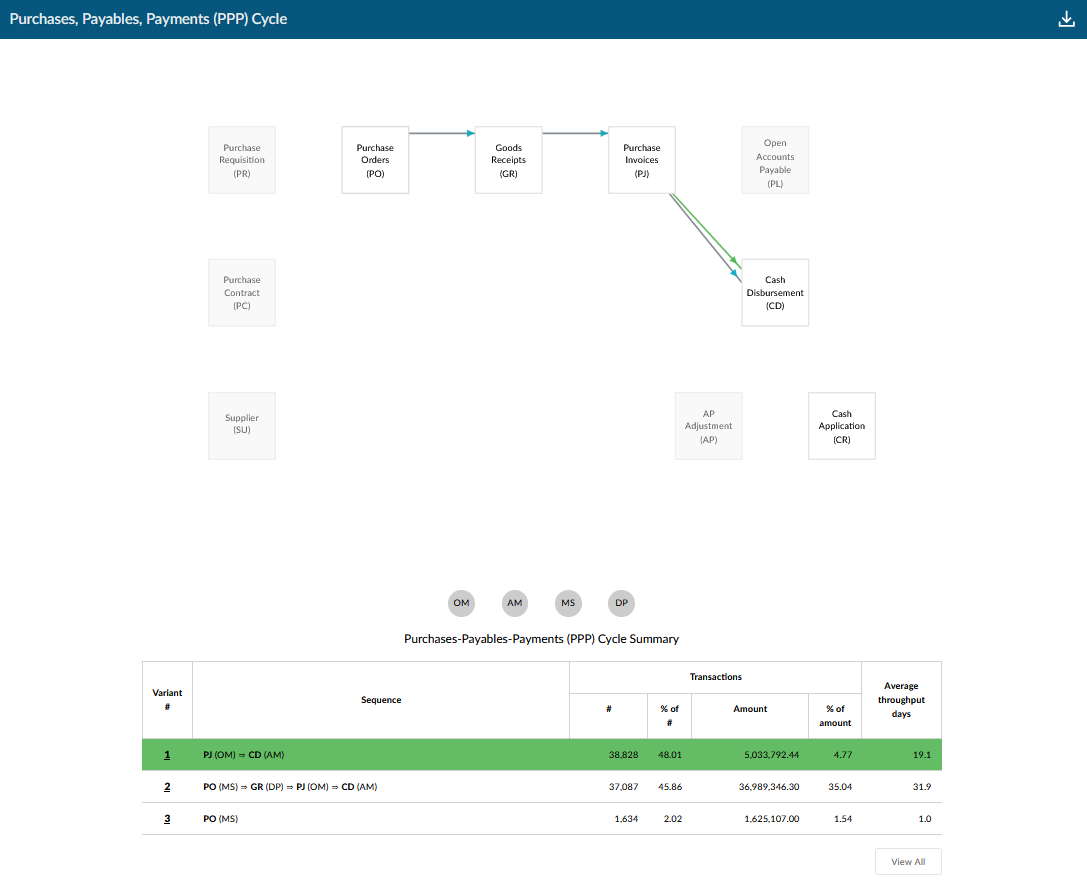 Purchases, Payables, Payments (PPP) Cycle
Purchase
Requisition
(PR)
Purchase
Orders
(PO)
Goods
Receipts
(GR)
Purchase
Invoices
(PJ)
Open
Accounts
Payable
(PL)
Purchase
Contract
(PC)
Cash
Disbursement
(CD)
Supplier
(SU)
AP
Adjustment
(AP)
Cash
Application
(CR)
OM AM MS DP
Purchases-Payables-Payments (PPP) Cycle Summary
Variant
#
Sequence
Transactions
#
% of
#
Amount
% of
amount
Average
throughput
days
1 PJ (OM) ⇒ CD (AM) 38,828 48.01 5,033,792.44 4.77 19.1
2 PO (MS) ⇒ GR (DP) ⇒ PJ (OM) ⇒ CD (AM) 37,087 45.86 36,989,346.30 35.04 31.9
3 PO (MS) 1,634 2.02 1,625,107.00 1.54 1.0
View All